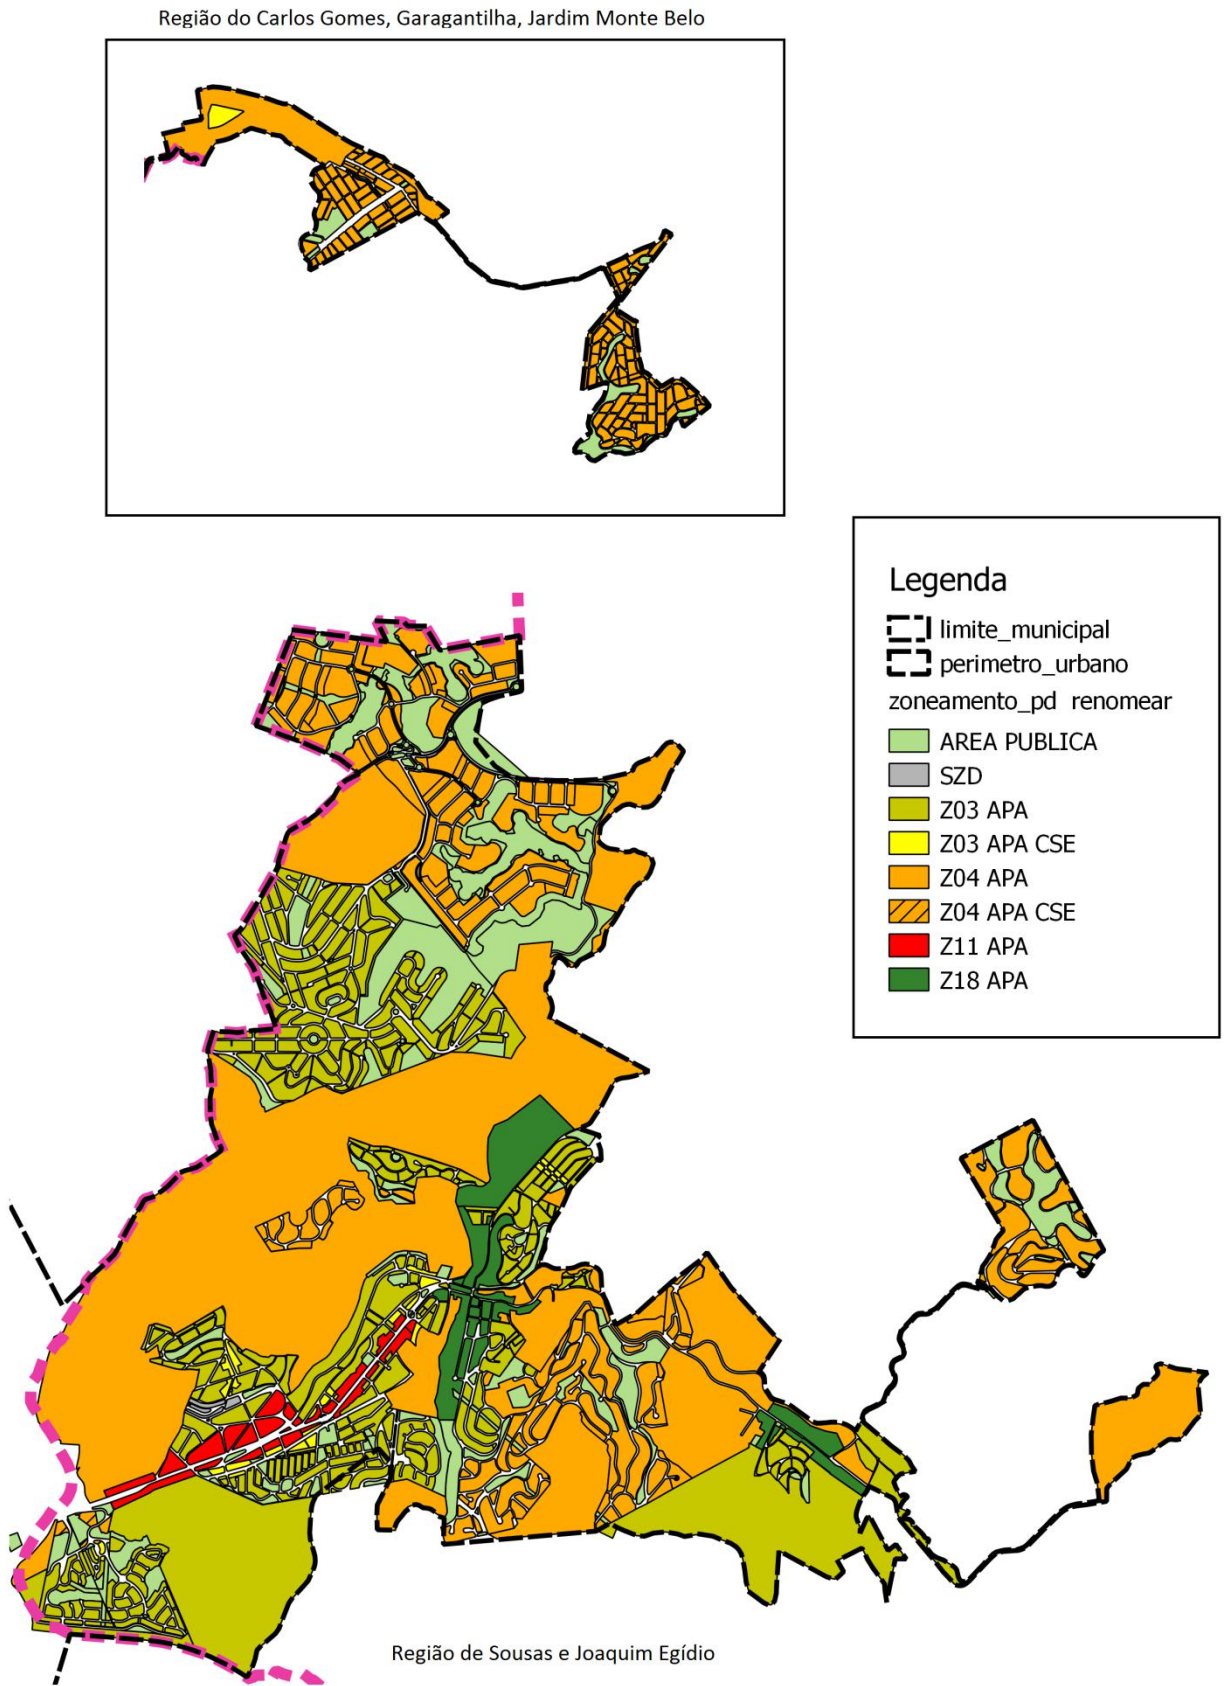 Região do Carlos Gomes, Garagantilha, Jardim Monte Belo
Legenda
limite_municipal
perimetro_urbano
zoneamento_pd renomear
AREA PUBLICA
SZD
Z03 APA
Z03 APA CSE
Z04 APA
Z04 APA CSE
Z11 APA
Z18 APA
Região de Sousas e Joaquim Egídio